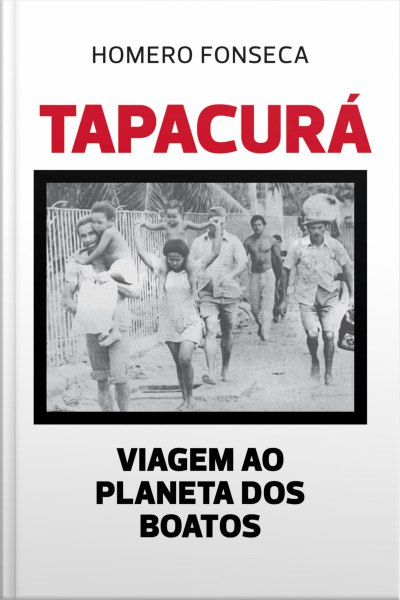 HOMERO FONSECA
TAPACURÁ
VIAGEM AO
PLANETA DOS
BOATOS